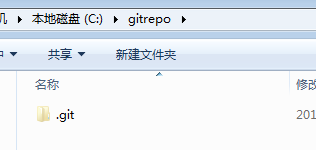 机 ▸ 本地磁盘 (C:) ▸ gitrepo ▸
中 ▾ 共享 ▾ 新建文件夹
名称 修改
.git 201